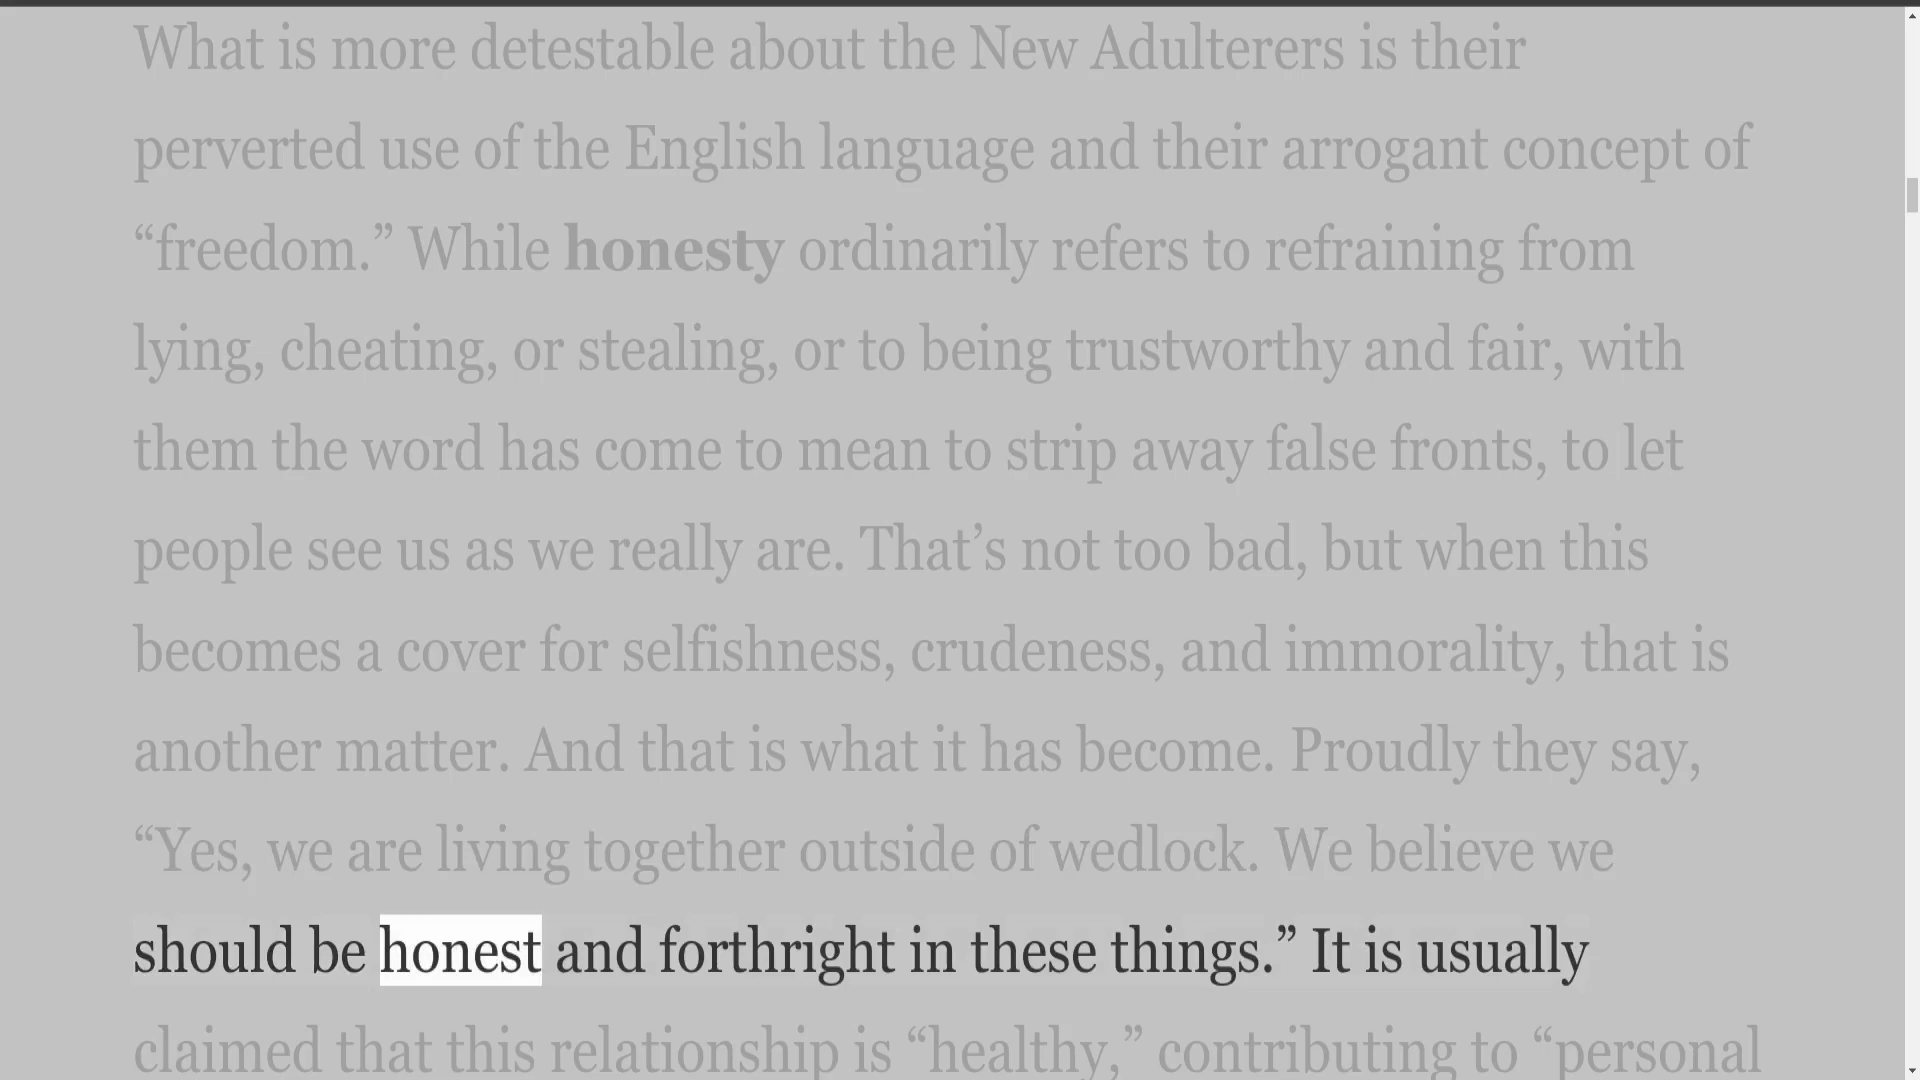 What is more detestable about the New Adulterers is their
perverted use of the English language and their arrogant concept of
“freedom.” While honesty ordinarily refers to refraining from
lying, cheating, or stealing, or to being trustworthy and fair, with
them the word has come to mean to strip away false fronts, to let
people see us as we really are. That’s not too bad, but when this
becomes a cover for selfishness, crudeness, and immorality, that is
another matter. And that is what it has become. Proudly they say,
“Yes, we are living together outside of wedlock. We believe we
should be honest and forthright in these things.” It is usually
claimed that this relationship is “healthy,” contributing to “personal